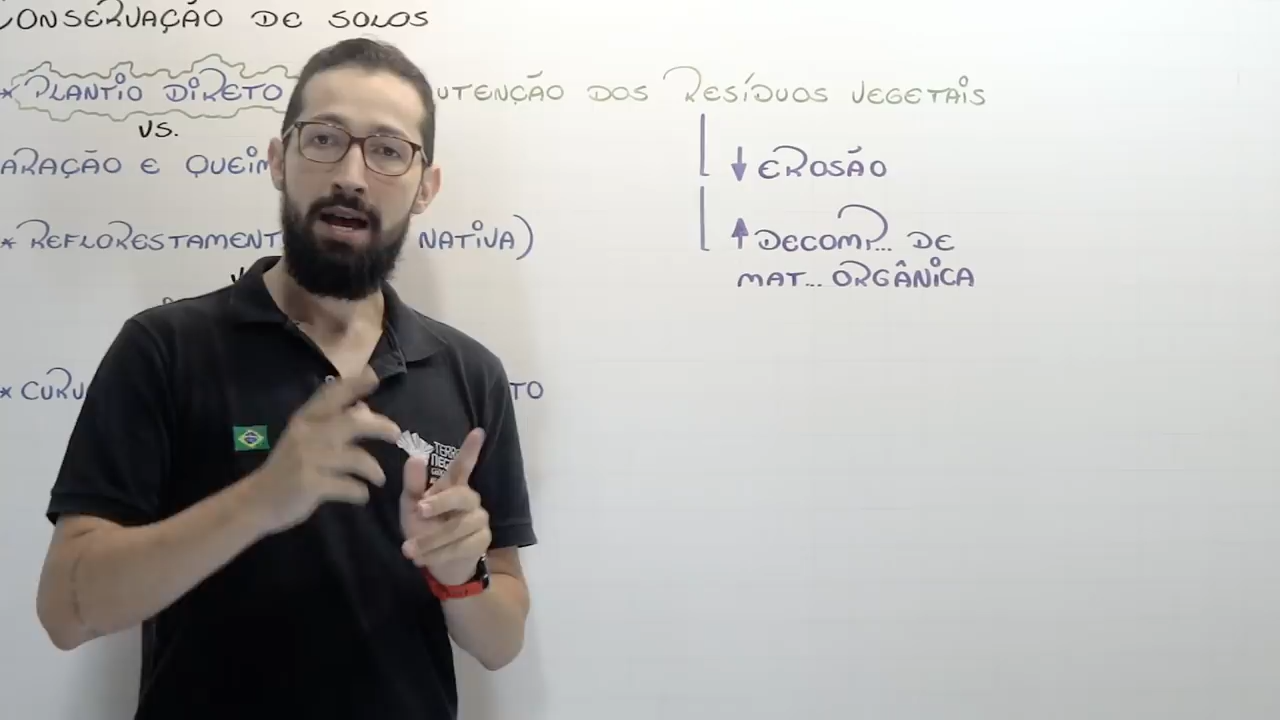 CONSERVAÇÃO DE SOLOS
* PLANTIO DIRETO UTENÇÃO DOS RESÍDUOS VEGETAIS
VS.
ARAÇÃO E QUEIM
↓ EROSÃO
* REFLORESTAMENT NATIVA)
↑ DECOMP... DE
MAT... ORGÂNICA
* CURV TO